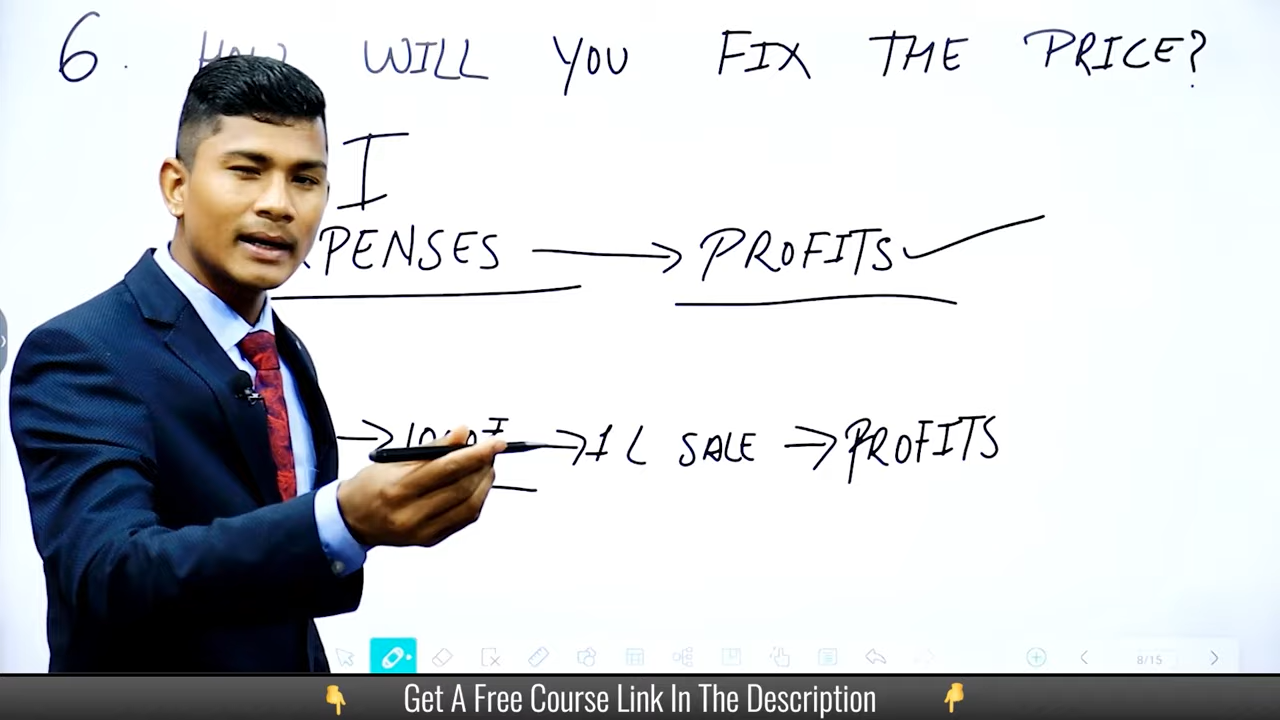 6. HOW WILL YOU FIX THE PRICE?
I
PENSES → PROFITS ✓
→ → 1 L SALE → PROFITS
8/15
👇 Get A Free Course Link In The Description 👇